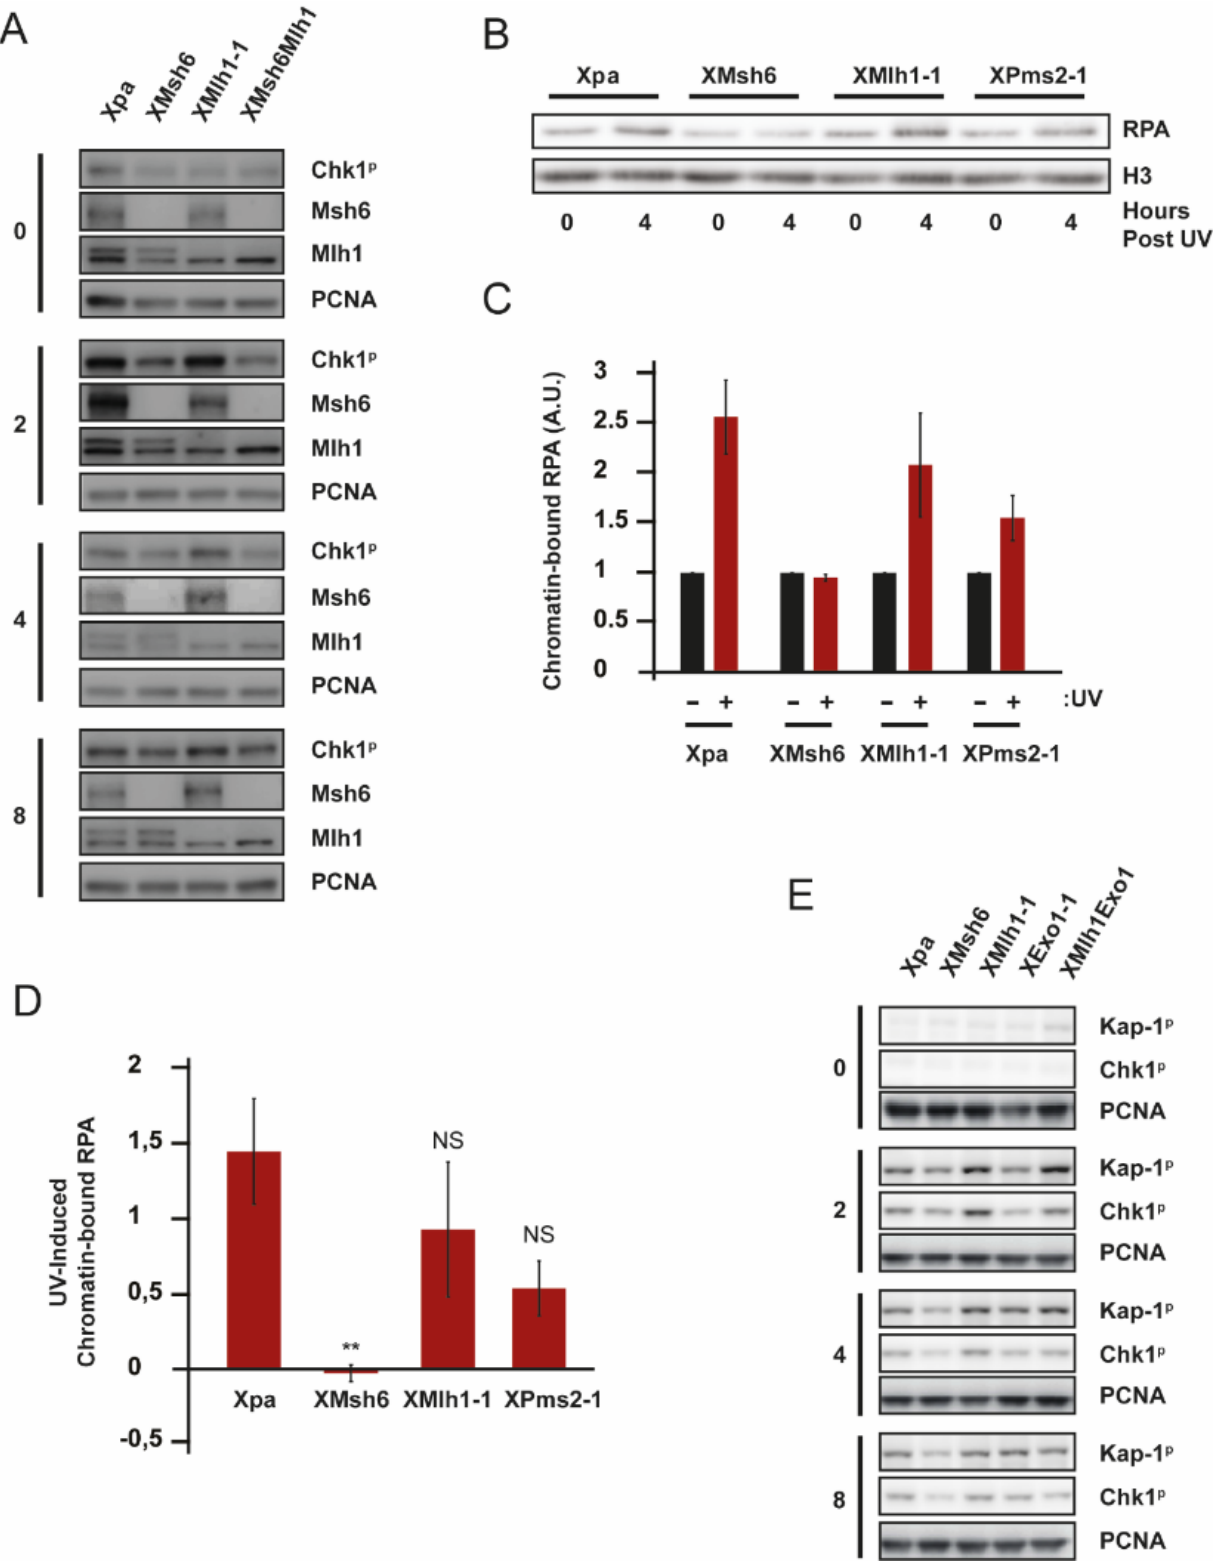 A
Xpa XMsh6 XMlh1-1 XMsh6Mlh1
0
Chk1ᵖ
Msh6
Mlh1
PCNA
2
Chk1ᵖ
Msh6
Mlh1
PCNA
4
Chk1ᵖ
Msh6
Mlh1
PCNA
8
Chk1ᵖ
Msh6
Mlh1
PCNA
B
Xpa XMsh6 XMlh1-1 XPms2-1
RPA
H3
0 4 0 4 0 4 0 4 Hours
Post UV
C
Chromatin-bound RPA (A.U.)
3
2.5
2
1.5
1
0.5
0
- + - + - + - + :UV
Xpa XMsh6 XMlh1-1 XPms2-1
D
UV-Induced
Chromatin-bound RPA
2
1,5
1
0,5
0
-0,5
**
NS
NS
Xpa XMsh6 XMlh1-1 XPms2-1
E
Xpa XMsh6 XMlh1-1 XExo1-1 XMlh1Exo1
0
Kap-1ᵖ
Chk1ᵖ
PCNA
2
Kap-1ᵖ
Chk1ᵖ
PCNA
4
Kap-1ᵖ
Chk1ᵖ
PCNA
8
Kap-1ᵖ
Chk1ᵖ
PCNA